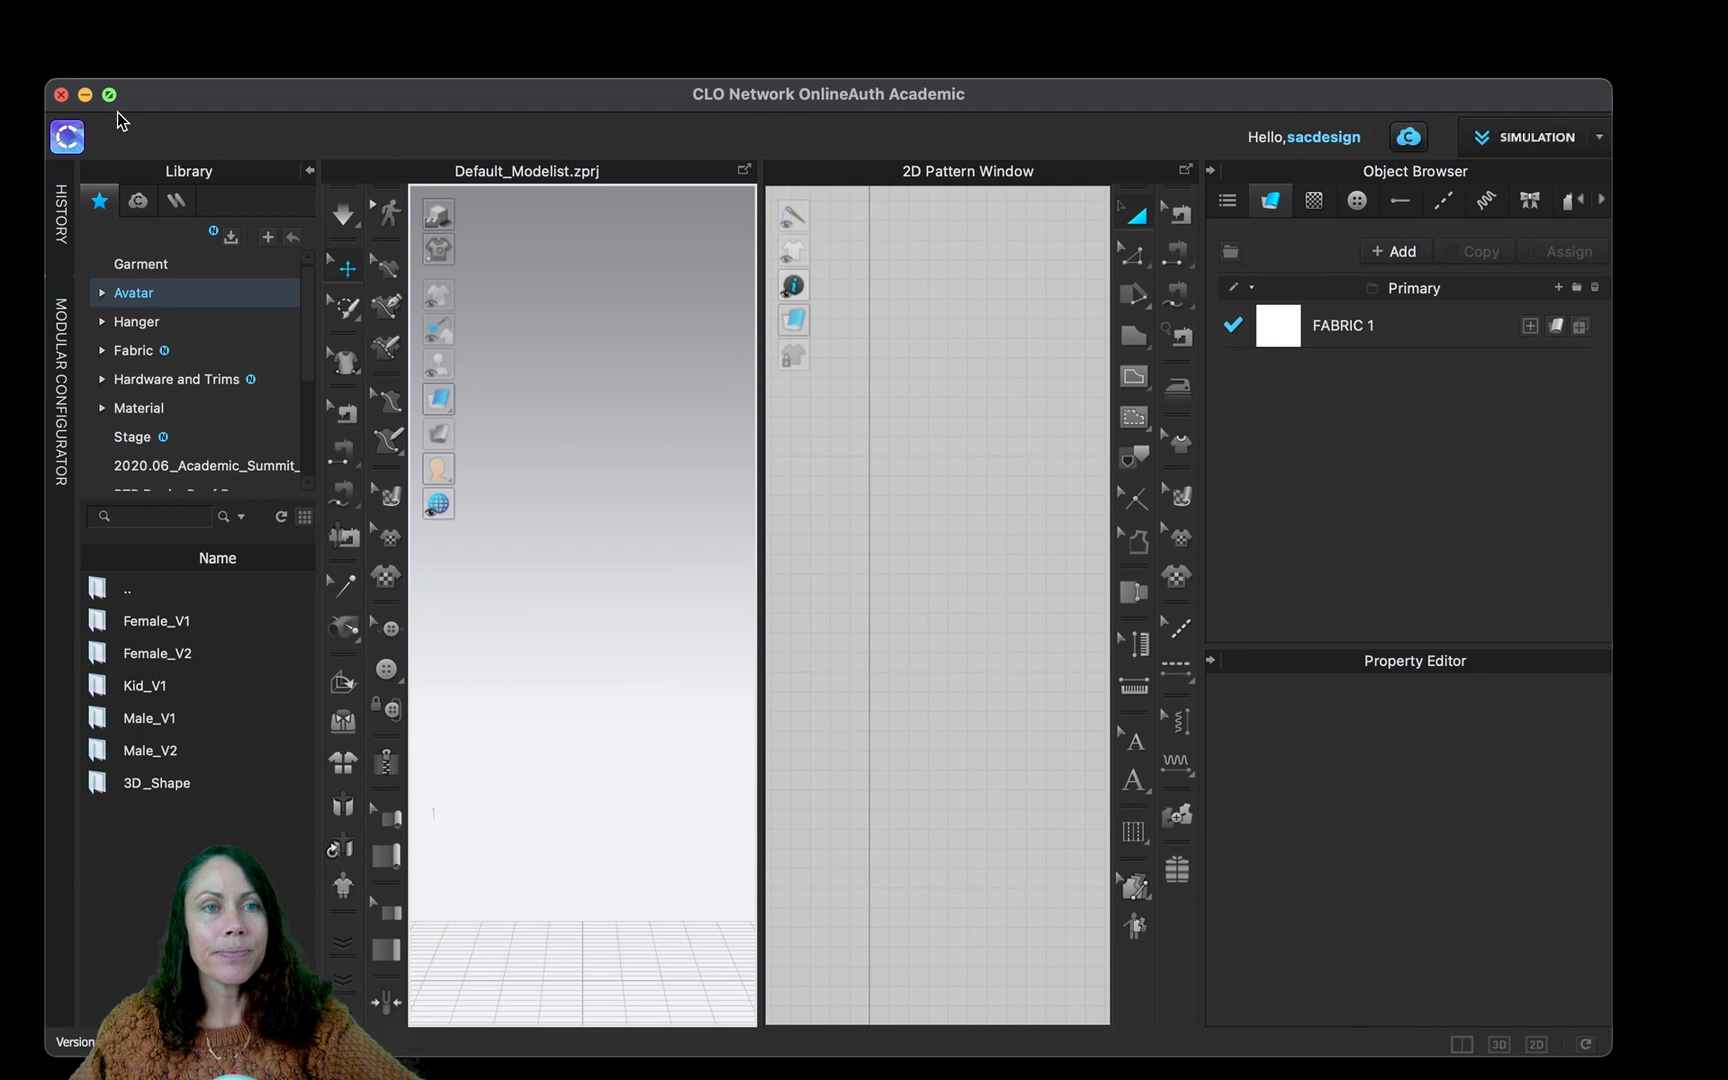 CLO Network OnlineAuth Academic
Hello,sacdesign
SIMULATION
HISTORY
MODULAR CONFIGURATOR
Library
Garment
Avatar
Hanger
Fabric N
Hardware and Trims N
Material
Stage N
2020.06_Academic_Summit_
Name
..
Female_V1
Female_V2
Kid_V1
Male_V1
Male_V2
3D_Shape
Version
Default_Modelist.zprj
2D Pattern Window
A
A
Object Browser
+ Add
Copy
Assign
Primary
FABRIC 1
Property Editor
3D
2D